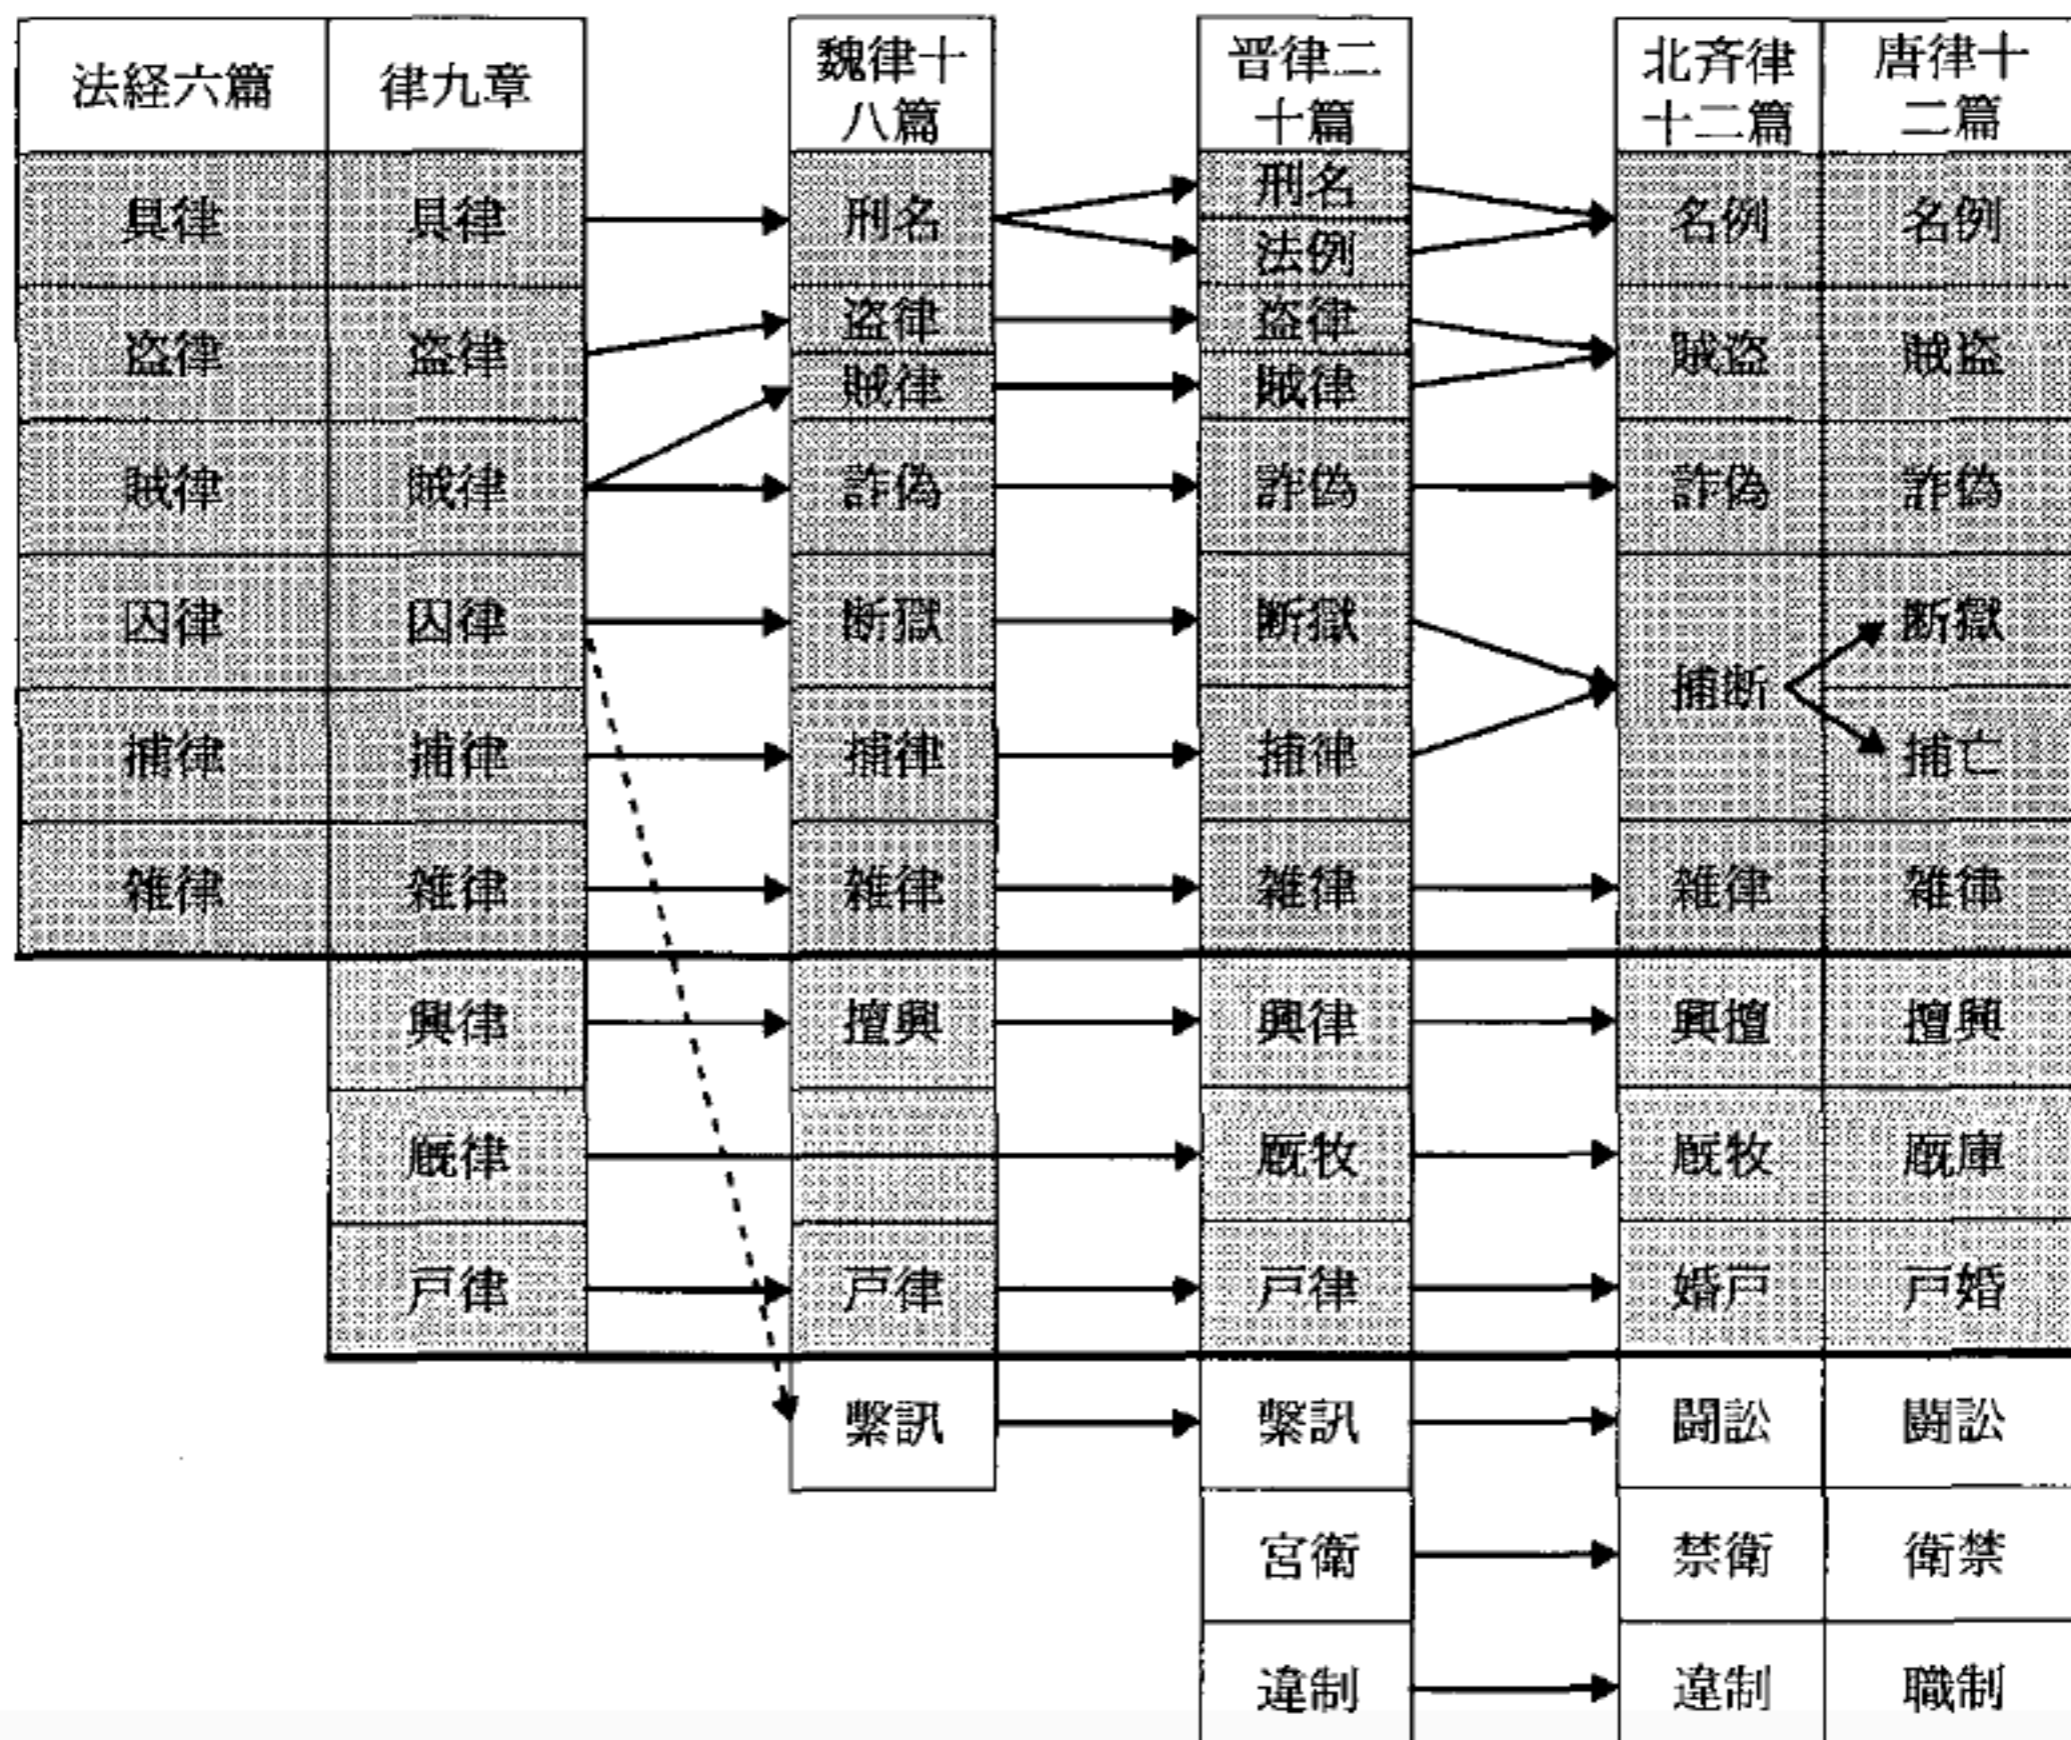 法経六篇 律九章 魏律十 晋律二 北斉律 唐律十
八篇 十篇 十二篇 二篇
具律 具律 刑名 刑名 名例 名例
法例
盗律 盗律 盗律 盗律 賊盗 賊盗
賊律 賊律
賊律 賊律 詐偽 詐偽 詐偽 詐偽
囚律 囚律 断獄 断獄 捕断 断獄
捕律 捕律 捕律 捕律 捕亡
雑律 雑律 雑律 雑律 雑律 雑律
興律 擅興 興律 興擅 擅興
厩律 厩牧 厩牧 厩庫
戸律 戸律 戸律 婚戸 戸婚
繋訊 繋訊 闘訟 闘訟
宮衛 禁衛 衛禁
違制 違制 職制